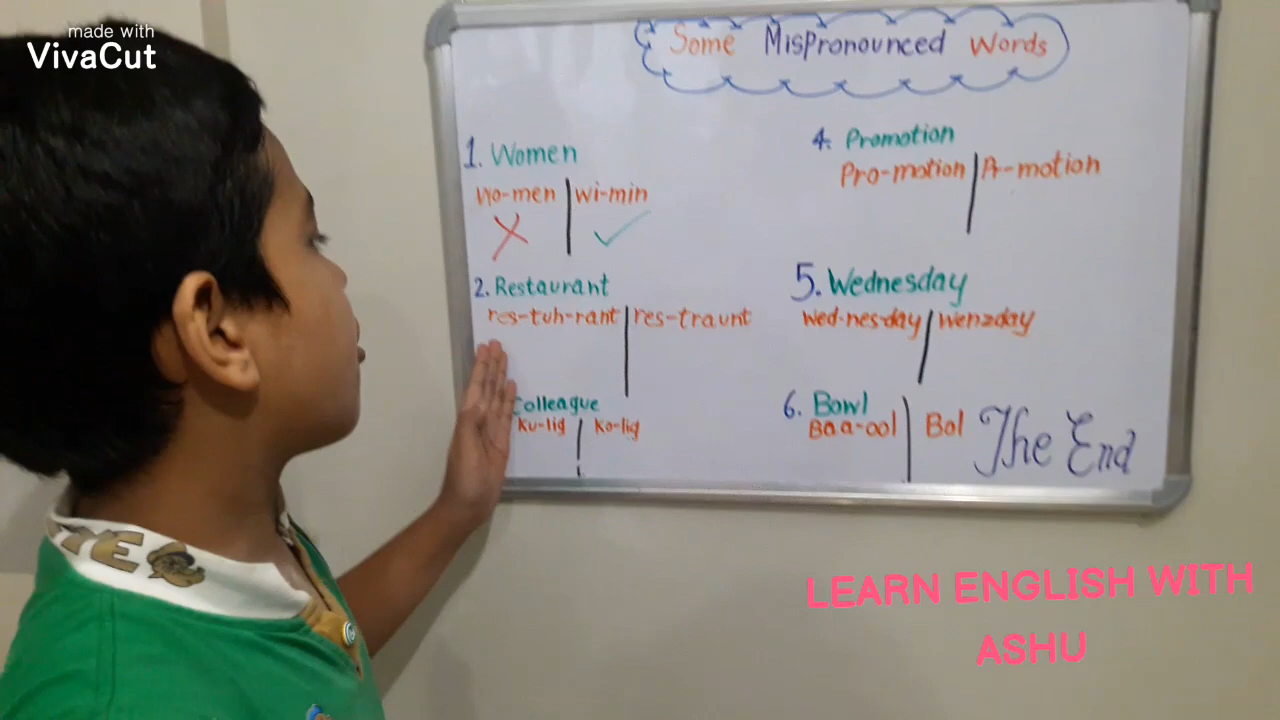 made with
VivaCut
Some Mispronounced Words
1. Women
Wo-men | wi-min
2. Restaurant
res-tuh-rant | res-traunt
Colleague
Ku-lig | Ko-lig
4. Promotion
Pro-motion | Pr-motion
5. Wednesday
Wed-nes-day | wenzday
6. Bowl
Baa-ool | Bol
The End
LEARN ENGLISH WITH
ASHU